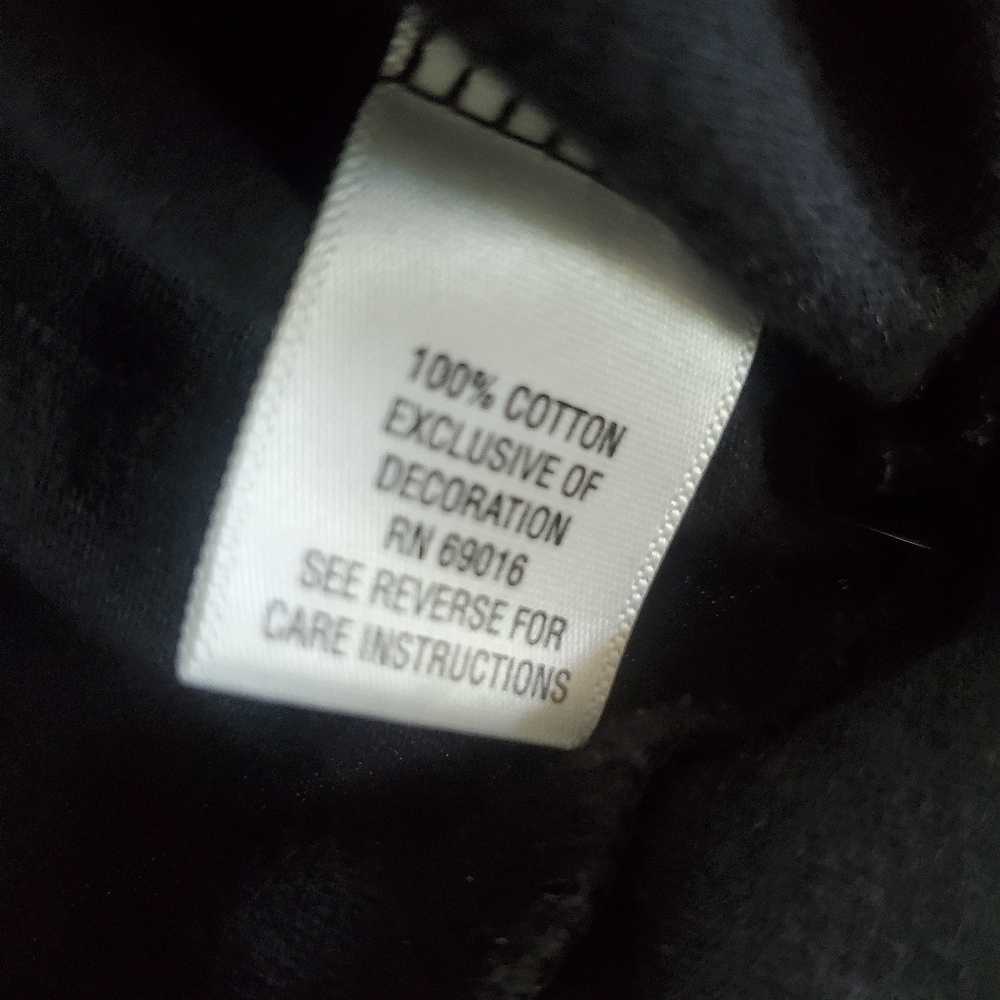 100% COTTON
EXCLUSIVE OF
DECORATION
RN 69016
SEE REVERSE FOR
CARE INSTRUCTIONS